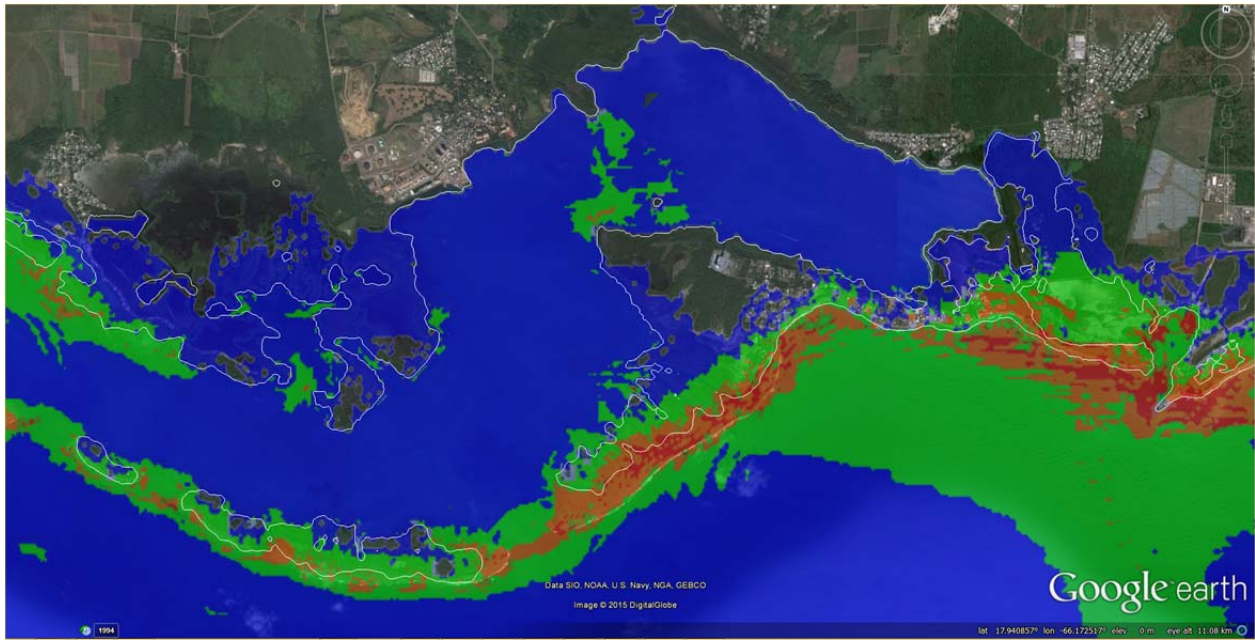 N
Data SIO, NOAA, U.S. Navy, NGA, GEBCO
Image © 2015 DigitalGlobe
Google earth
1994
lat 17.940857° lon -66.172517° elev 0 m eye alt 11.08 km